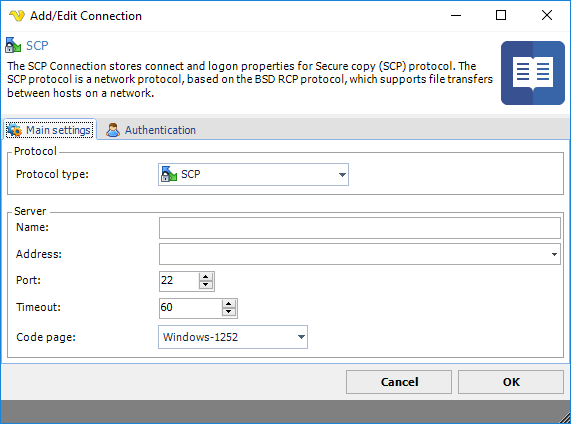 Add/Edit Connection
SCP
The SCP Connection stores connect and logon properties for Secure copy (SCP) protocol. The
SCP protocol is a network protocol, based on the BSD RCP protocol, which supports file transfers
between hosts on a network.
Main settings Authentication
Protocol
Protocol type: SCP
Server
Name:
Address:
Port: 22
Timeout: 60
Code page: Windows-1252
Cancel OK